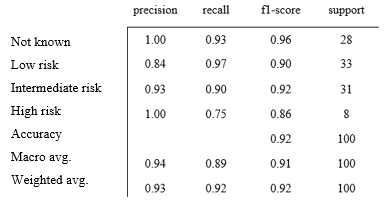 precision recall f1-score support
Not known 1.00 0.93 0.96 28
Low risk 0.84 0.97 0.90 33
Intermediate risk 0.93 0.90 0.92 31
High risk 1.00 0.75 0.86 8
Accuracy 0.92 100
Macro avg. 0.94 0.89 0.91 100
Weighted avg. 0.93 0.92 0.92 100